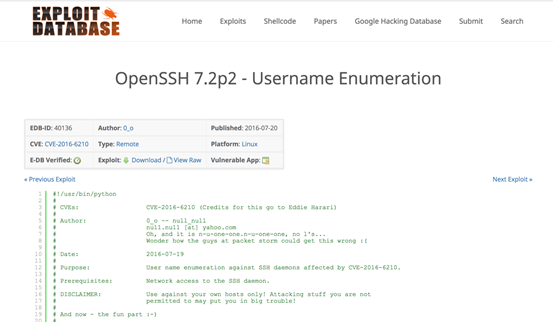 EXPLOIT DATABASE
Home Exploits Shellcode Papers Google Hacking Database Submit Search
OpenSSH 7.2p2 - Username Enumeration
EDB-ID: 40136 Author: 0_o Published: 2016-07-20
CVE: CVE-2016-6210 Type: Remote Platform: Linux
E-DB Verified: Exploit: Download / View Raw Vulnerable App:
« Previous Exploit Next Exploit »
1 #!/usr/bin/python
2 #
3 # CVEs: CVE-2016-6210 (Credits for this go to Eddie Harari)
4 #
5 # Author: 0_o -- null_null
6 # null.null [at] yahoo.com
7 # Oh, and it is n-u-one-one.n-u-one-one, no l's...
8 # Wonder how the guys at packet storm could get this wrong :(
9 #
10 # Date: 2016-07-19
11 #
12 # Purpose: User name enumeration against SSH daemons affected by CVE-2016-6210.
13 #
14 # Prerequisites: Network access to the SSH daemon.
15 #
16 # DISCLAIMER: Use against your own hosts only! Attacking stuff you are not
17 # permitted to may put you in big trouble!
18 #
19 # And now - the fun part :-)
20 #